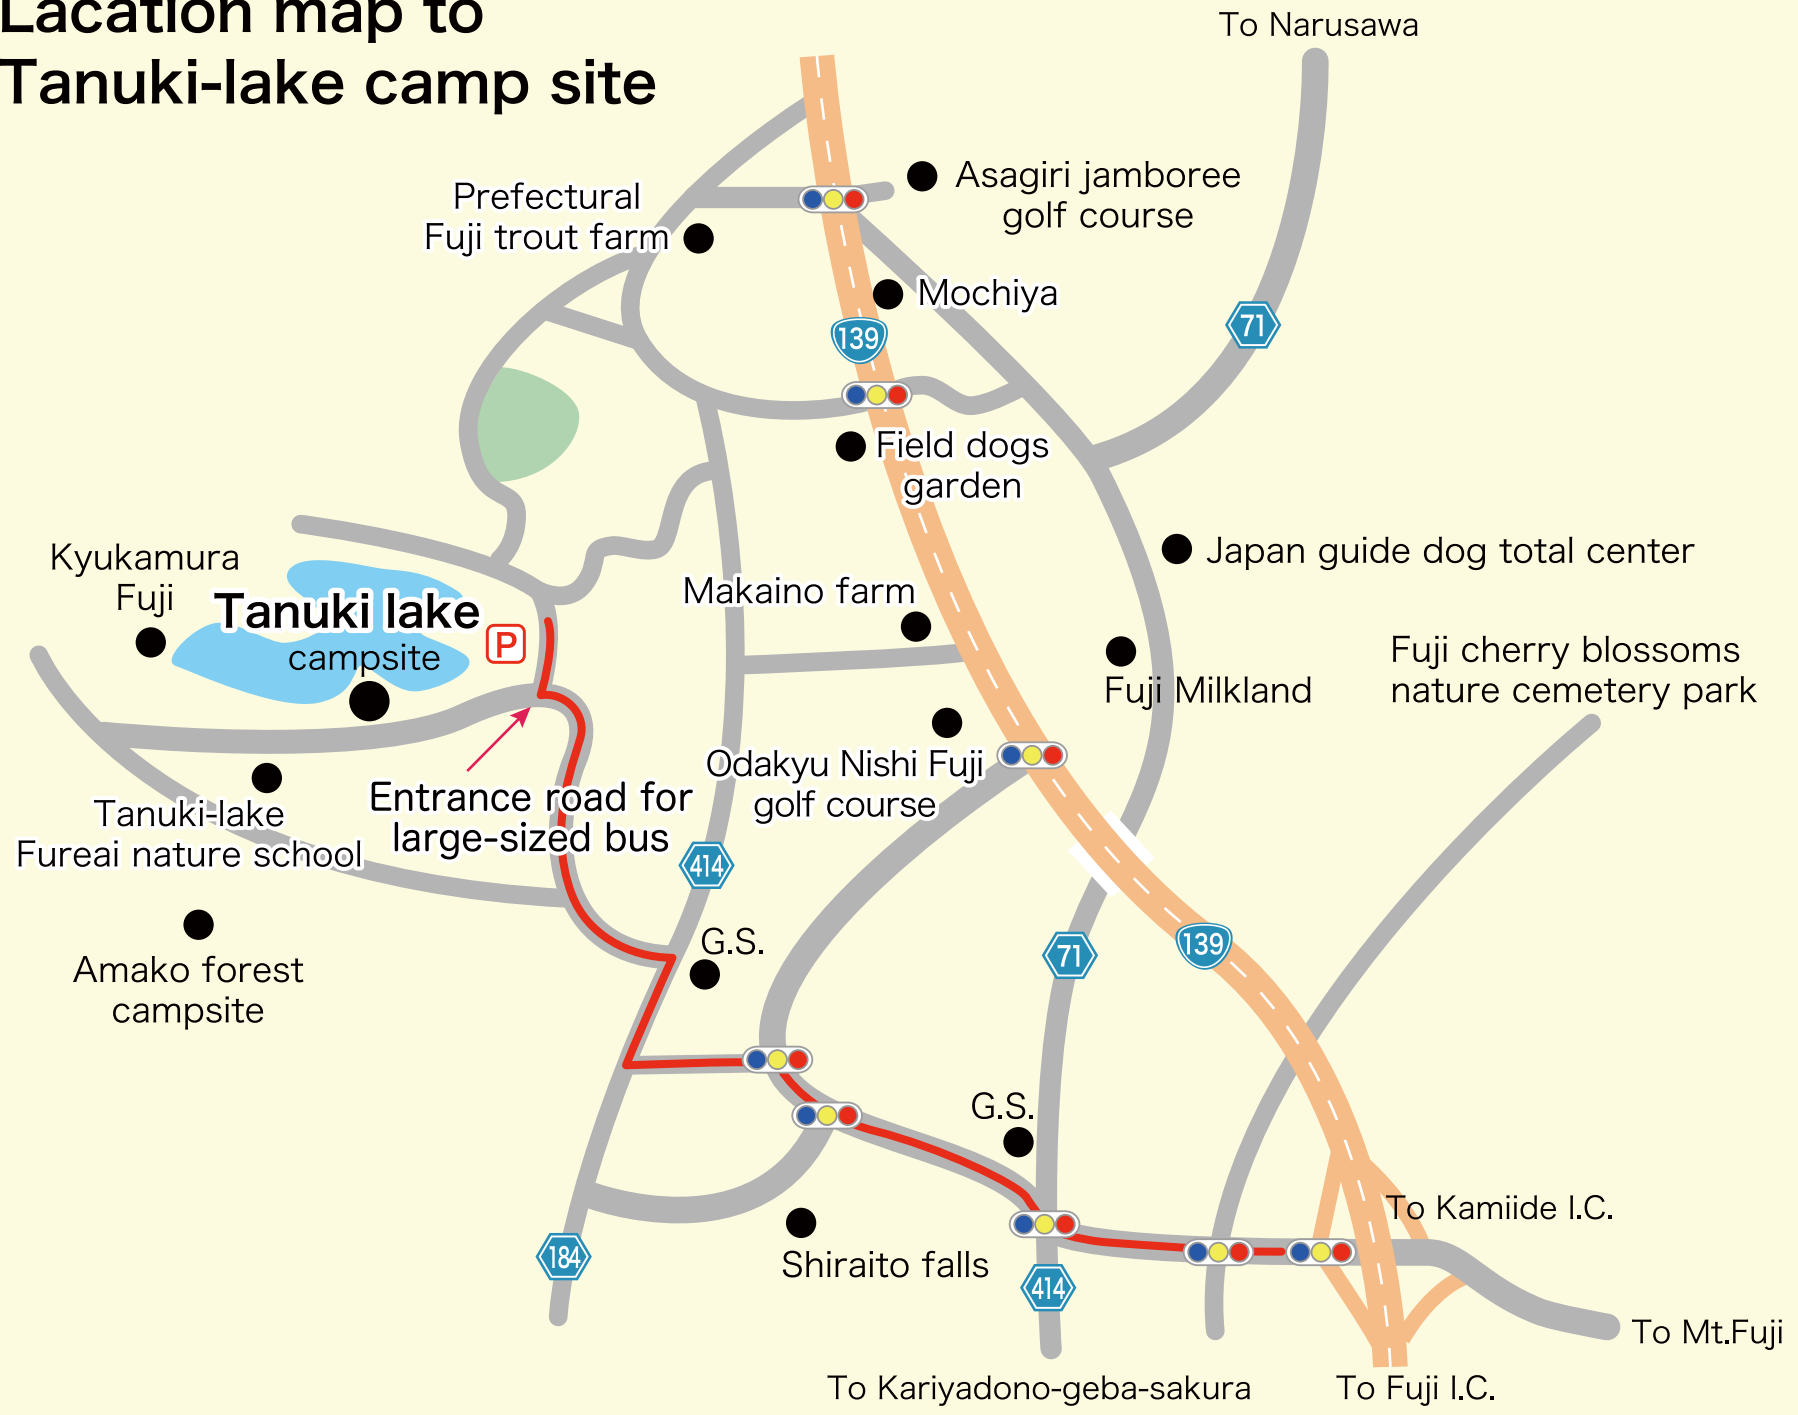 Lacation map to
Tanuki-lake camp site
To Narusawa
Prefectural
Fuji trout farm
Asagiri jamboree
golf course
Mochiya
139
71
Field dogs
garden
Kyukamura
Fuji
Tanuki lake
campsite
P
Makaino farm
Japan guide dog total center
Fuji Milkland
Fuji cherry blossoms
nature cemetery park
Odakyu Nishi Fuji
golf course
Entrance road for
large-sized bus
Tanuki-lake
Fureai nature school
414
Amako forest
campsite
G.S.
71
139
G.S.
To Kamiide I.C.
184
Shiraito falls
414
To Mt.Fuji
To Kariyadono-geba-sakura
To Fuji I.C.